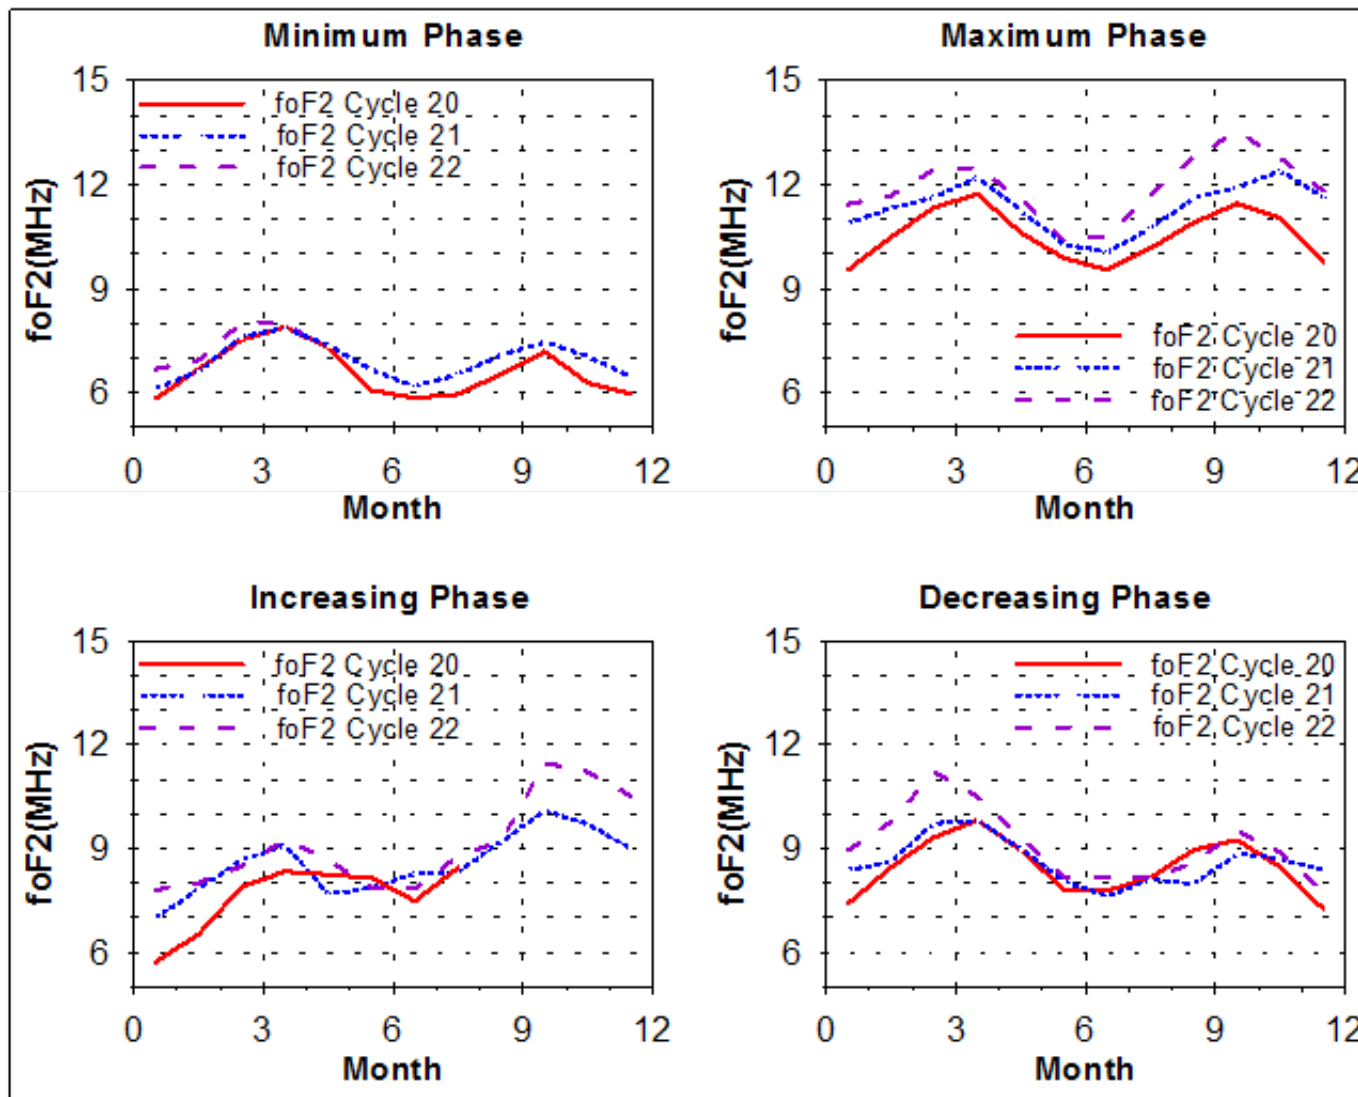 Minimum Phase
15
12
9
6
foF2(MHz)
foF2 Cycle 20
foF2 Cycle 21
foF2 Cycle 22
0 3 6 9 12
Month
Maximum Phase
15
12
9
6
foF2(MHz)
foF2 Cycle 20
foF2 Cycle 21
foF2 Cycle 22
0 3 6 9 12
Month
Increasing Phase
15
12
9
6
foF2(MHz)
foF2 Cycle 20
foF2 Cycle 21
foF2 Cycle 22
0 3 6 9 12
Month
Decreasing Phase
15
12
9
6
foF2(MHz)
foF2 Cycle 20
foF2 Cycle 21
foF2 Cycle 22
0 3 6 9 12
Month